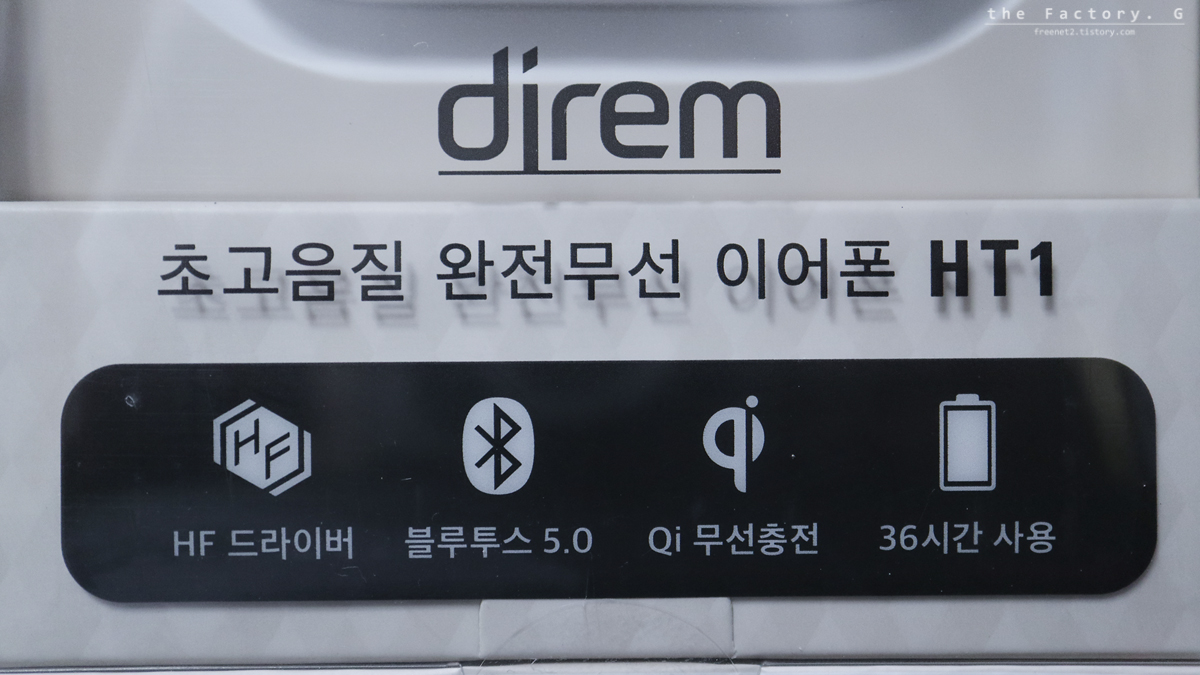 the Factory. G
freenet2.tistory.com
direm
초고음질 완전무선 이어폰 HT1
HF
HF 드라이버
블루투스 5.0
qi
Qi 무선충전
36시간 사용